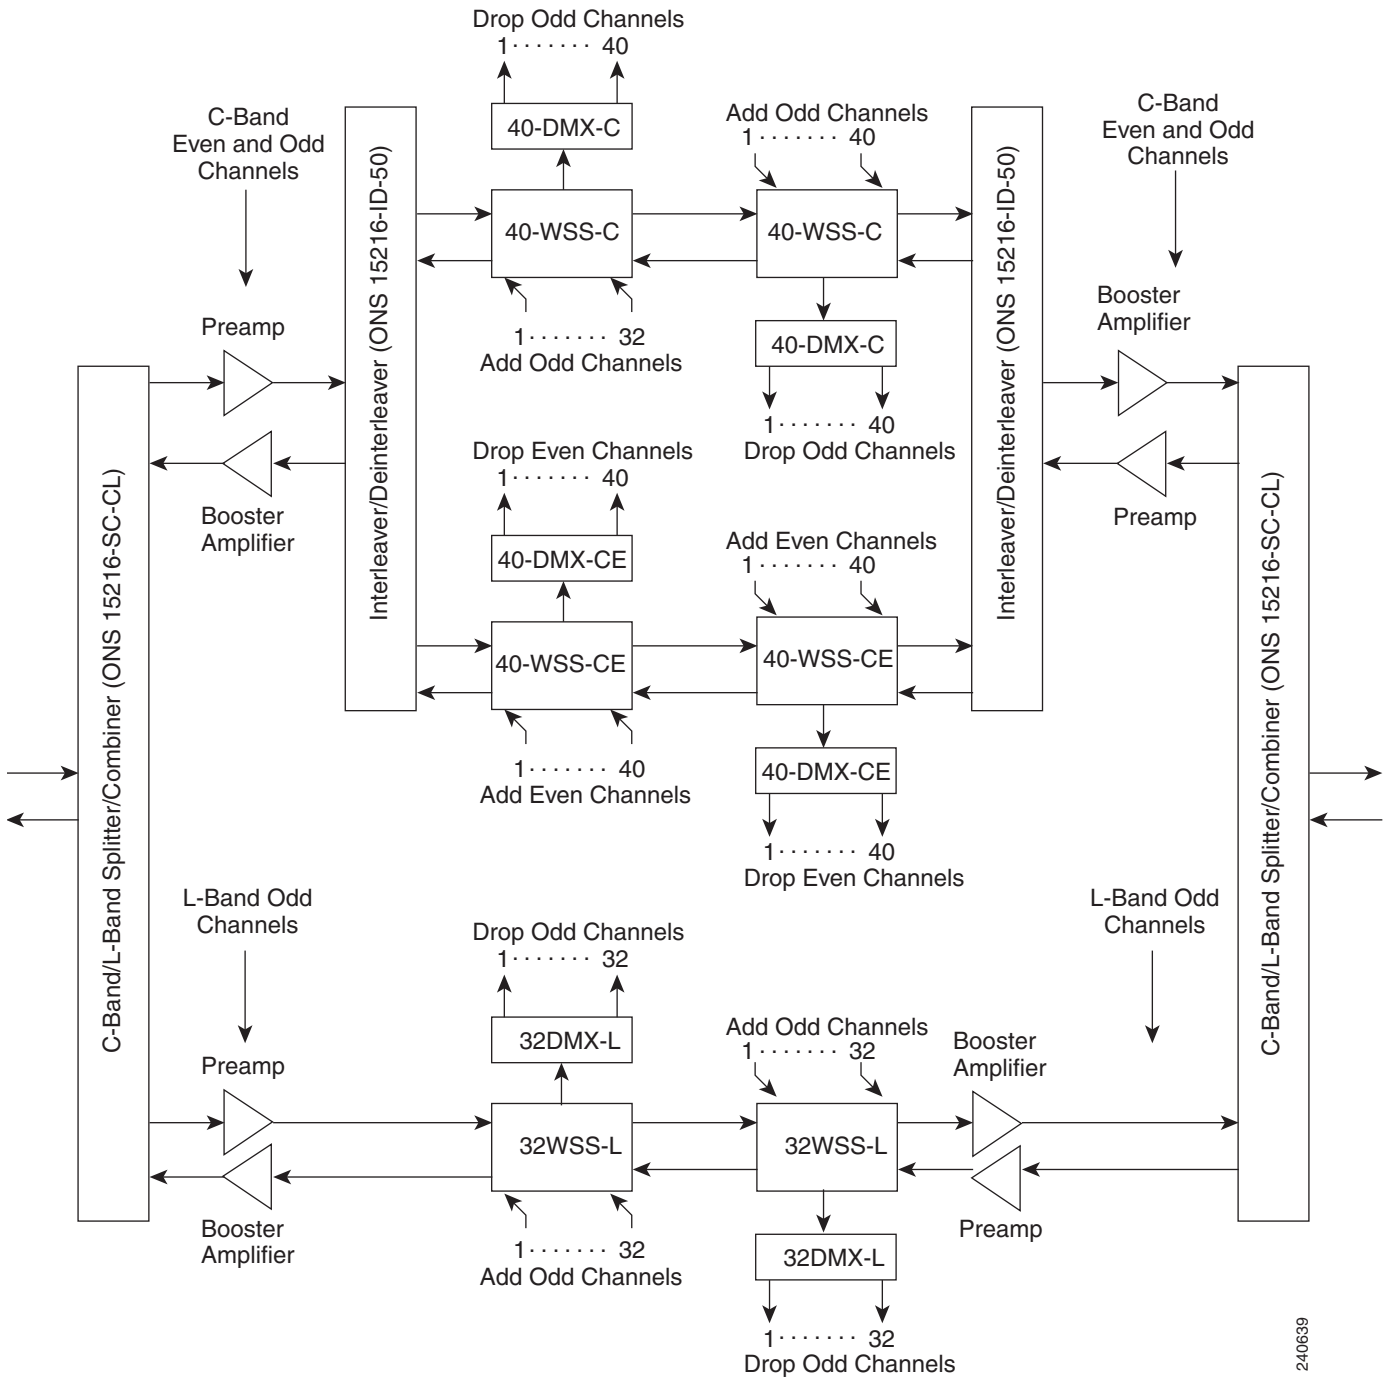 Drop Odd Channels
1 · · · · · · · 40
40-DMX-C
C-Band
Even and Odd
Channels
Interleaver/Deinterleaver (ONS 15216-ID-50)
40-WSS-C
1 · · · · · · · 32
Add Odd Channels
Add Odd Channels
1 · · · · · · · 40
40-WSS-C
40-DMX-C
1 · · · · · · · 40
Drop Odd Channels
Interleaver/Deinterleaver (ONS 15216-ID-50)
C-Band
Even and Odd
Channels
Booster
Amplifier
Preamp
Preamp
Booster
Amplifier
C-Band/L-Band Splitter/Combiner (ONS 15216-SC-CL)
Drop Even Channels
1 · · · · · · · 40
40-DMX-CE
40-WSS-CE
1 · · · · · · · 40
Add Even Channels
Add Even Channels
1 · · · · · · · 40
40-WSS-CE
40-DMX-CE
1 · · · · · · · 40
Drop Even Channels
C-Band/L-Band Splitter/Combiner (ONS 15216-SC-CL)
L-Band Odd
Channels
Preamp
Booster
Amplifier
Drop Odd Channels
1 · · · · · · · 32
32DMX-L
32WSS-L
1 · · · · · · · 32
Add Odd Channels
Add Odd Channels
1 · · · · · · · 32
32WSS-L
32DMX-L
1 · · · · · · · 32
Drop Odd Channels
L-Band Odd
Channels
Booster
Amplifier
Preamp
240639